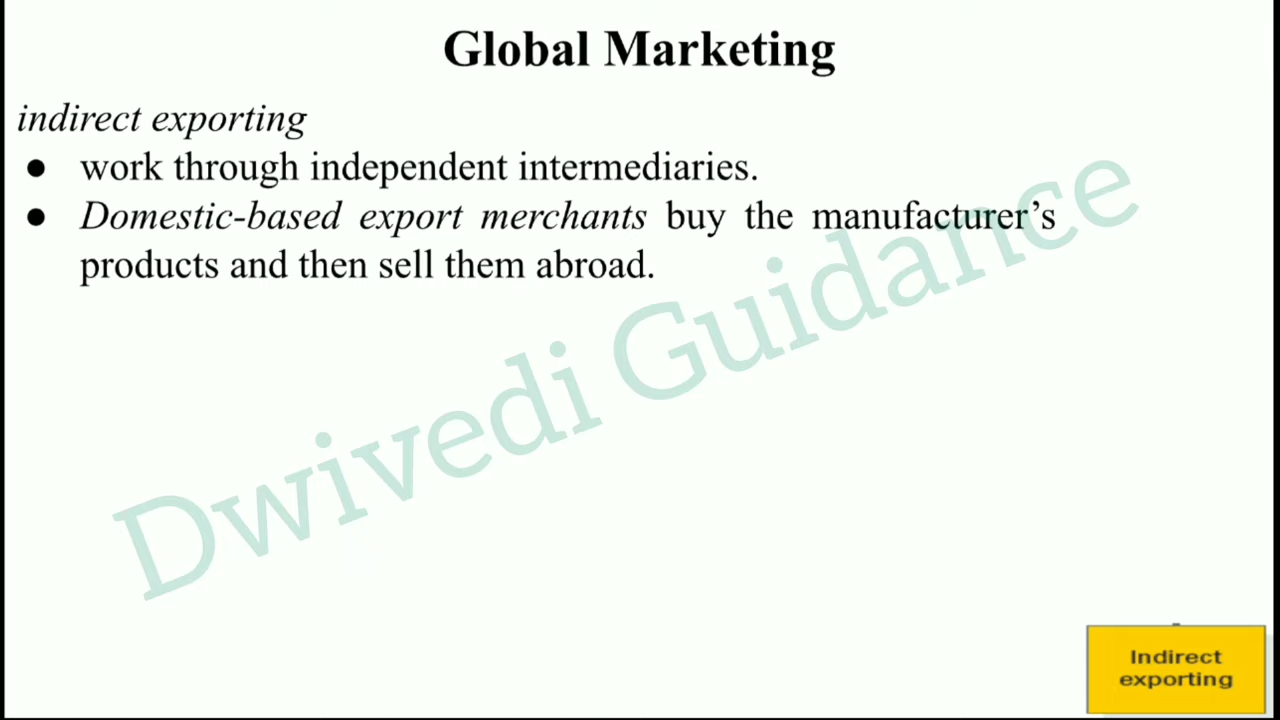 Global Marketing
indirect exporting
● work through independent intermediaries.
● Domestic-based export merchants buy the manufacturer’s
products and then sell them abroad.
Dwivedi Guidance
Indirect
exporting